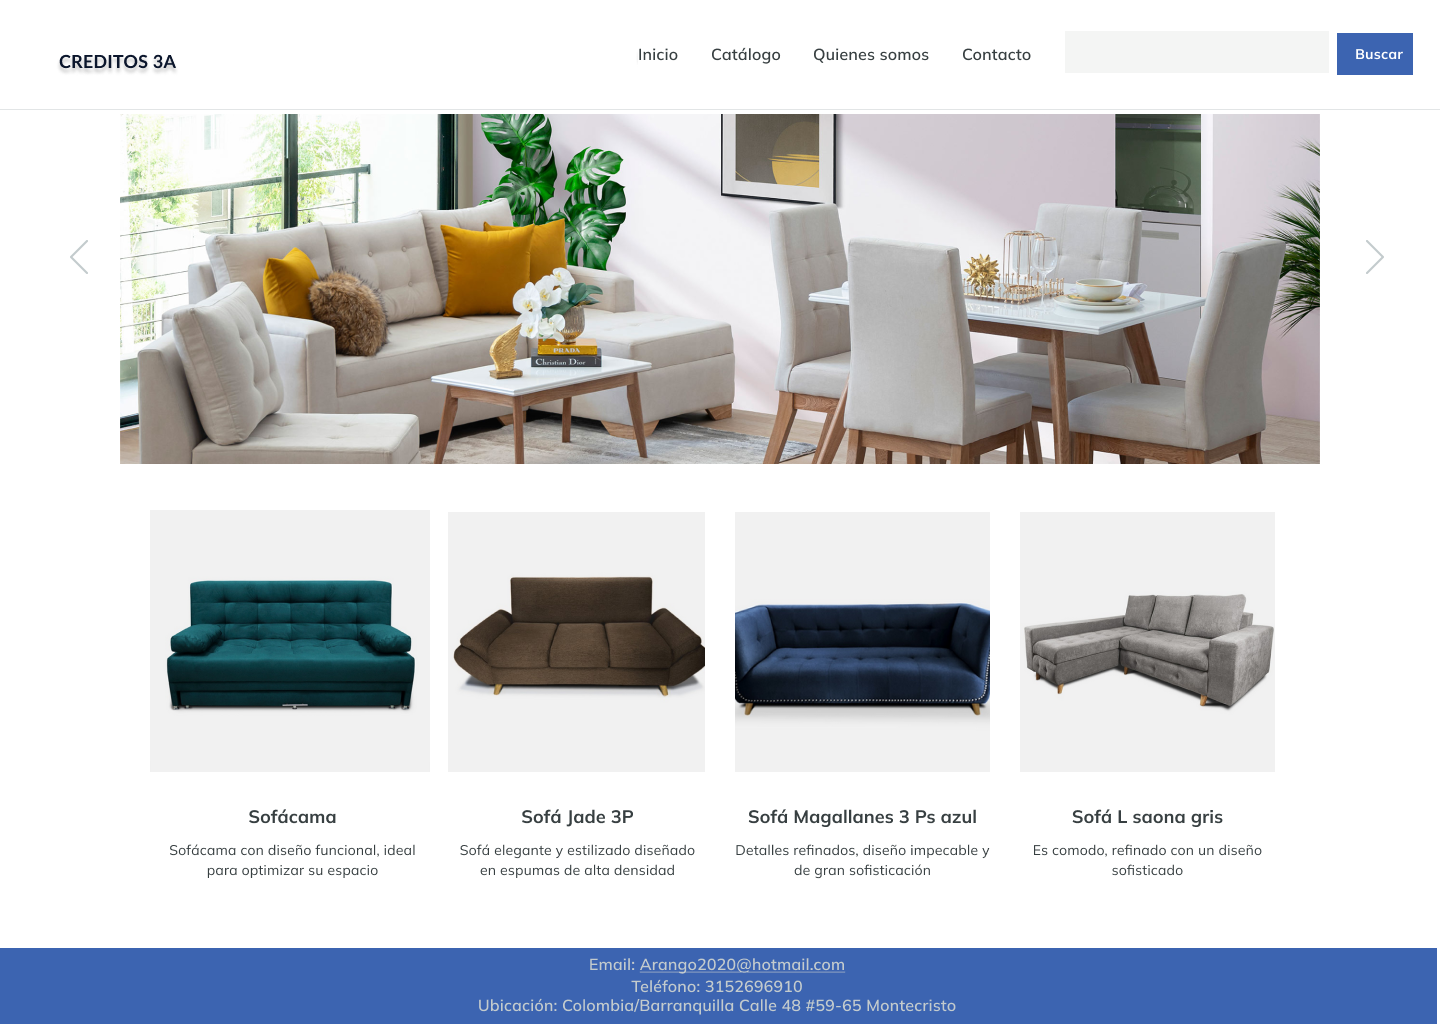 CREDITOS 3A
Inicio
Catálogo
Quienes somos
Contacto
Buscar
PRADA
Christian Dior
Sofácama
Sofácama con diseño funcional, ideal
para optimizar su espacio
Sofá Jade 3P
Sofá elegante y estilizado diseñado
en espumas de alta densidad
Sofá Magallanes 3 Ps azul
Detalles refinados, diseño impecable y
de gran sofisticación
Sofá L saona gris
Es comodo, refinado con un diseño
sofisticado
Email: Arango2020@hotmail.com
Teléfono: 3152696910
Ubicación: Colombia/Barranquilla Calle 48 #59-65 Montecristo